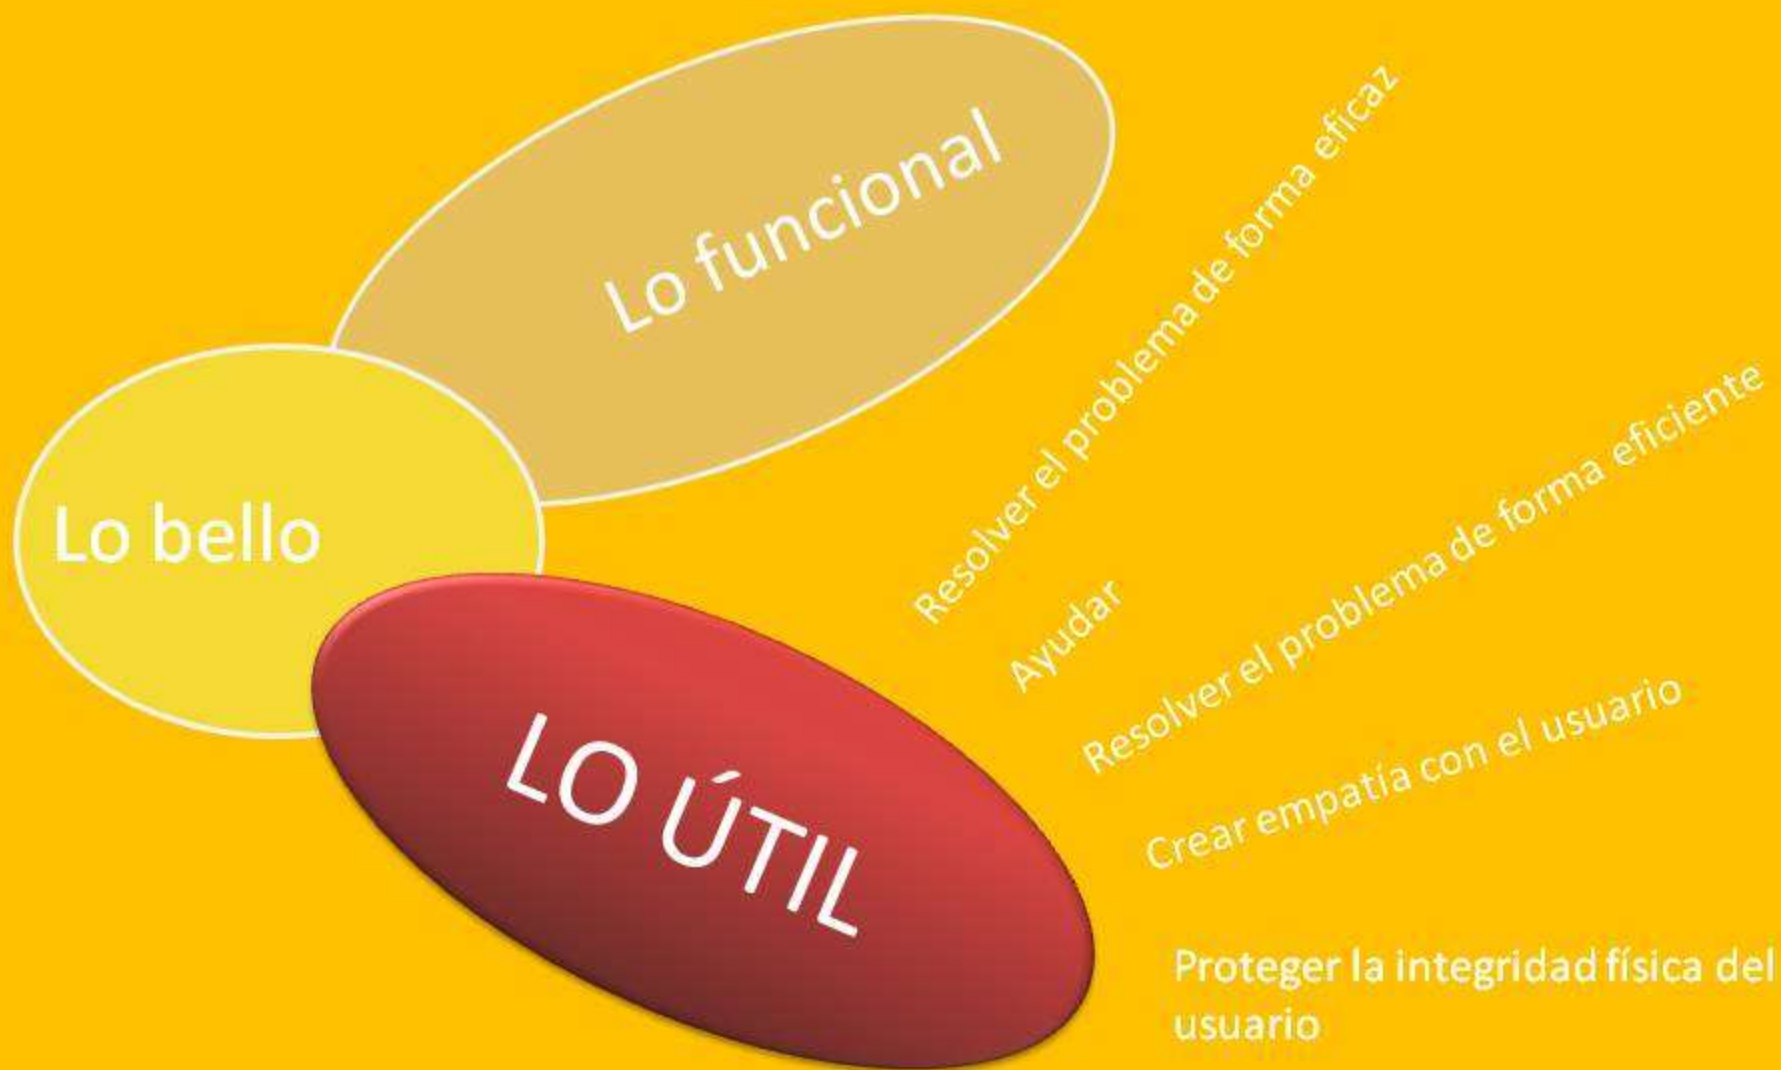 Lo funcional
Lo bello
LO ÚTIL
Resolver el problema de forma eficaz
Ayudar
Resolver el problema de forma eficiente
Crear empatía con el usuario
Proteger la integridad física del
usuario